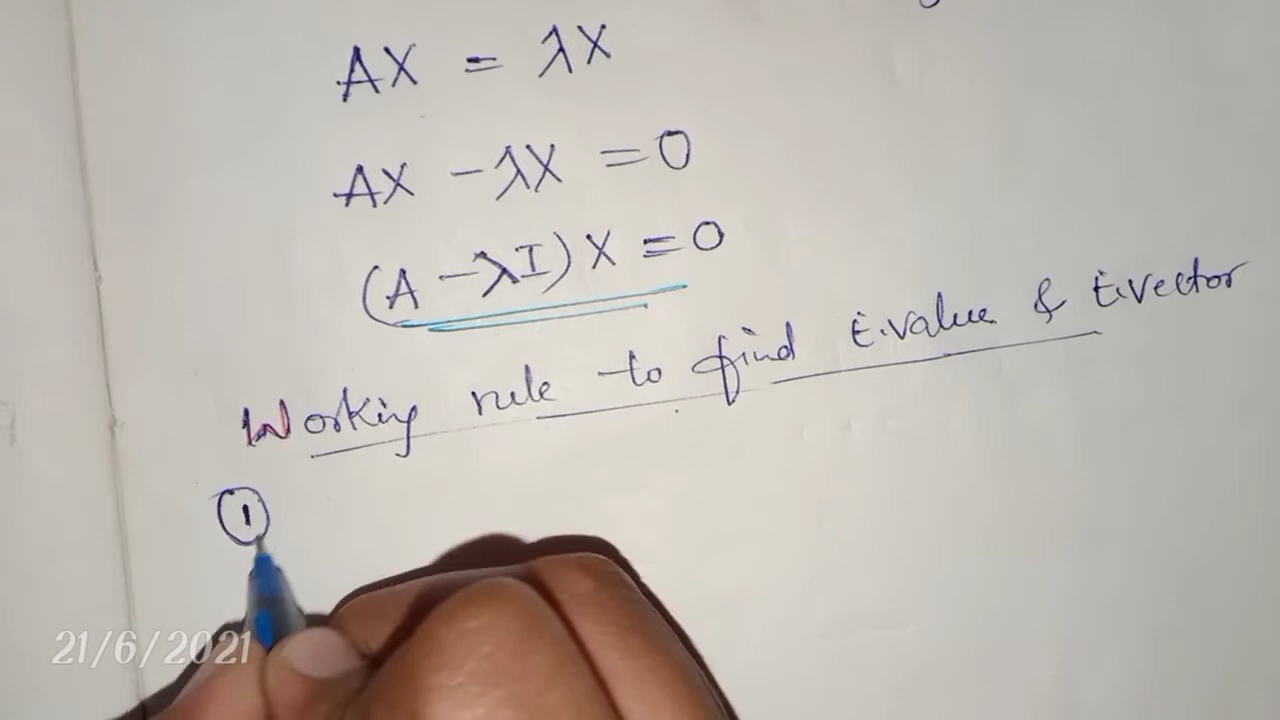 AX = λX
AX - λX = 0
(A - λI) X = 0
Working rule to find E.value & E.vector
1
21/6/2021